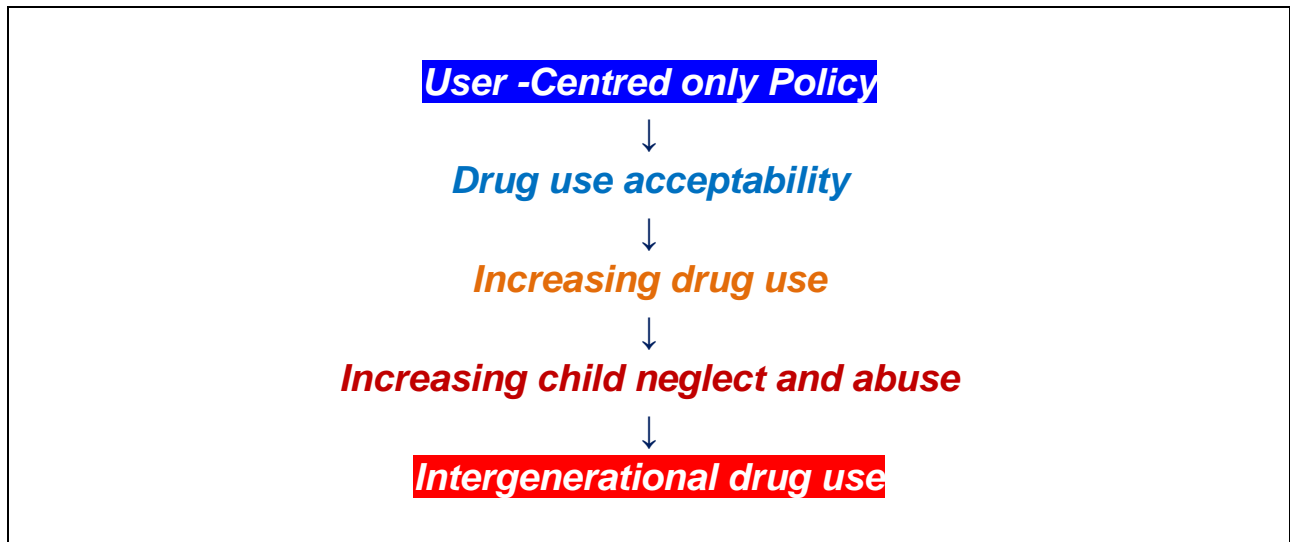 User -Centred only Policy
↓
Drug use acceptability
↓
Increasing drug use
↓
Increasing child neglect and abuse
↓
Intergenerational drug use